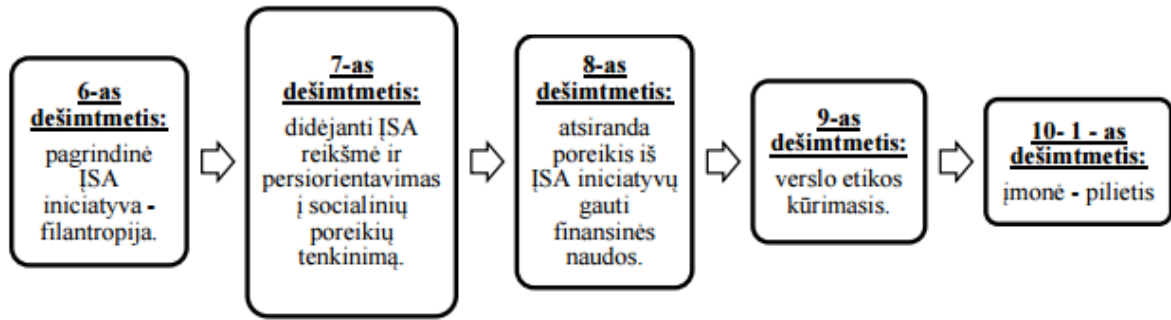 6-as
dešimtmetis:
pagrindinė
ĮSA
iniciatyva -
filantropija.
7-as
dešimtmetis:
didėjanti ĮSA
reikšmė ir
persiorientavimas
į socialinių
poreikių
tenkinimą.
8-as
dešimtmetis:
atsiranda
poreikis iš
ĮSA iniciatyvų
gauti
finansinės
naudos.
9-as
dešimtmetis:
verslo etikos
kūrimasis.
10- 1 - as
dešimtmetis:
įmonė - pilietis